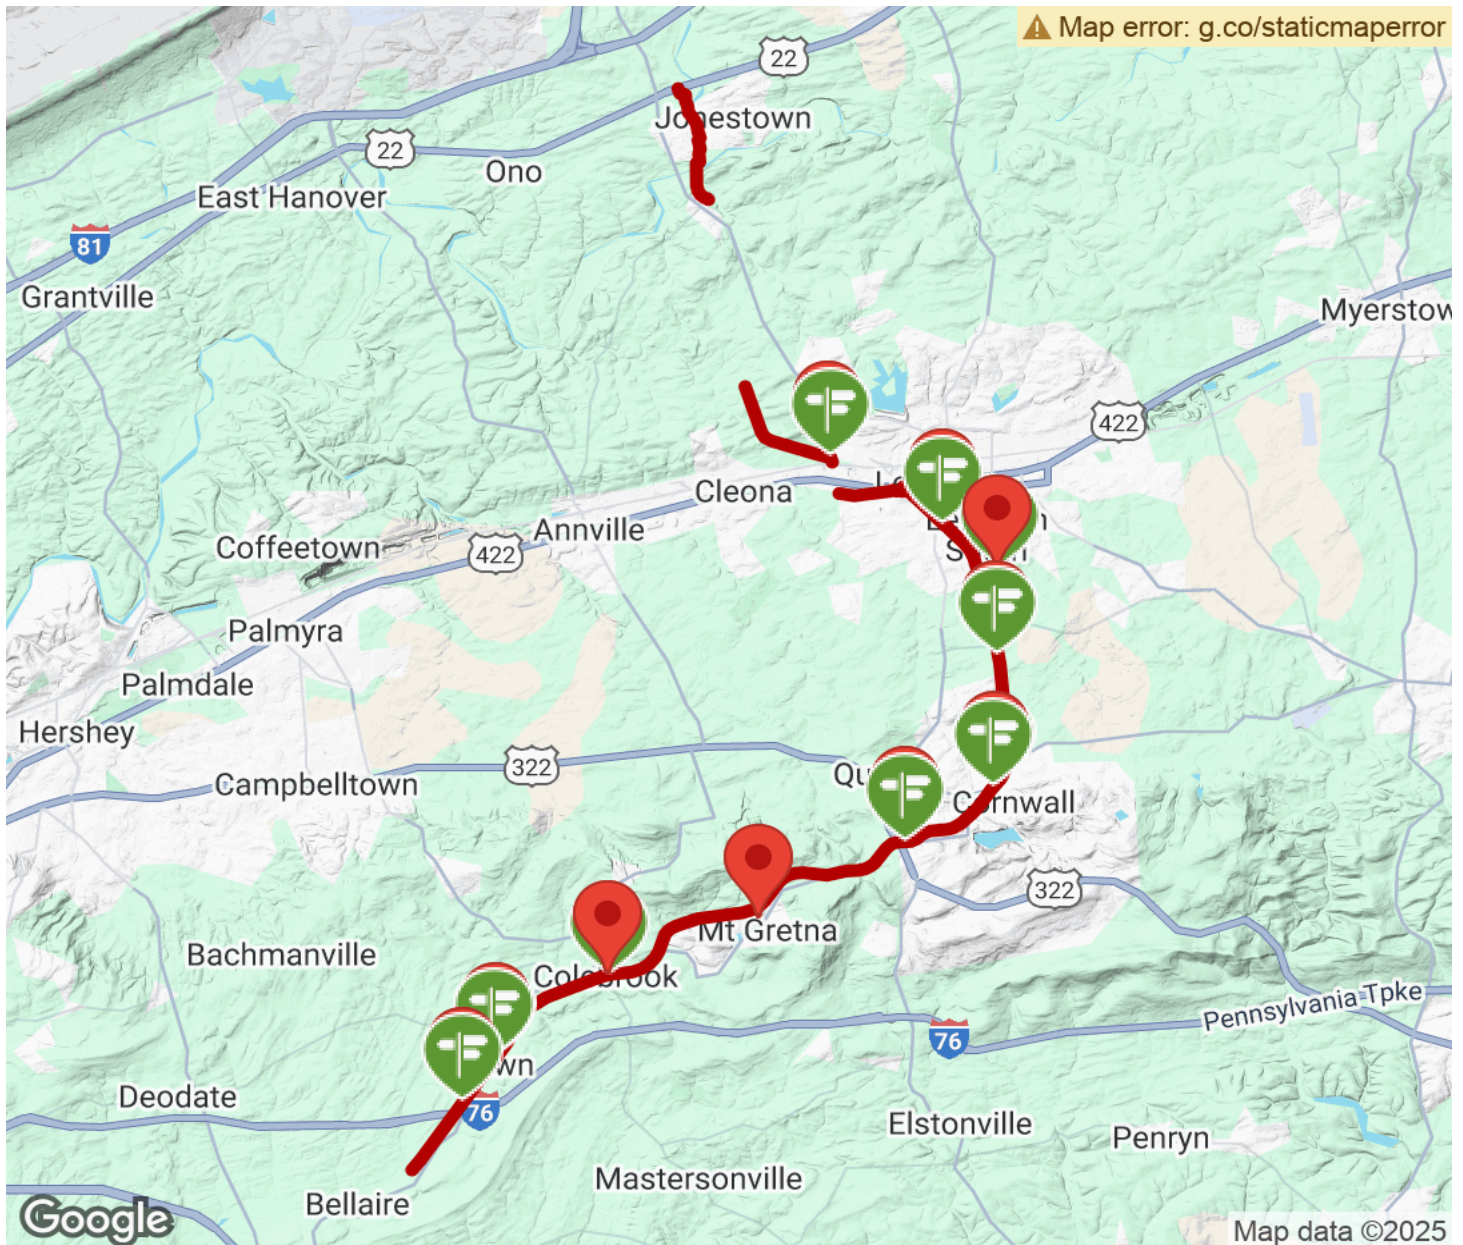 Map error: g.co/staticmaperror
22
Jonestown
22
Ono
East Hanover
81
Grantville
Myerstow
422
Cleona
Annville
Coffeetown
422
Palmyra
Palmdale
Hershey
322
Campbelltown
Cornwall
322
Mt Gretna
Bachmanville
Colebrook
Pennsylvania Tpke
76
wn
Deodate
76
Elstonville
Penryn
Mastersonville
Bellaire
Google
Map data ©2025